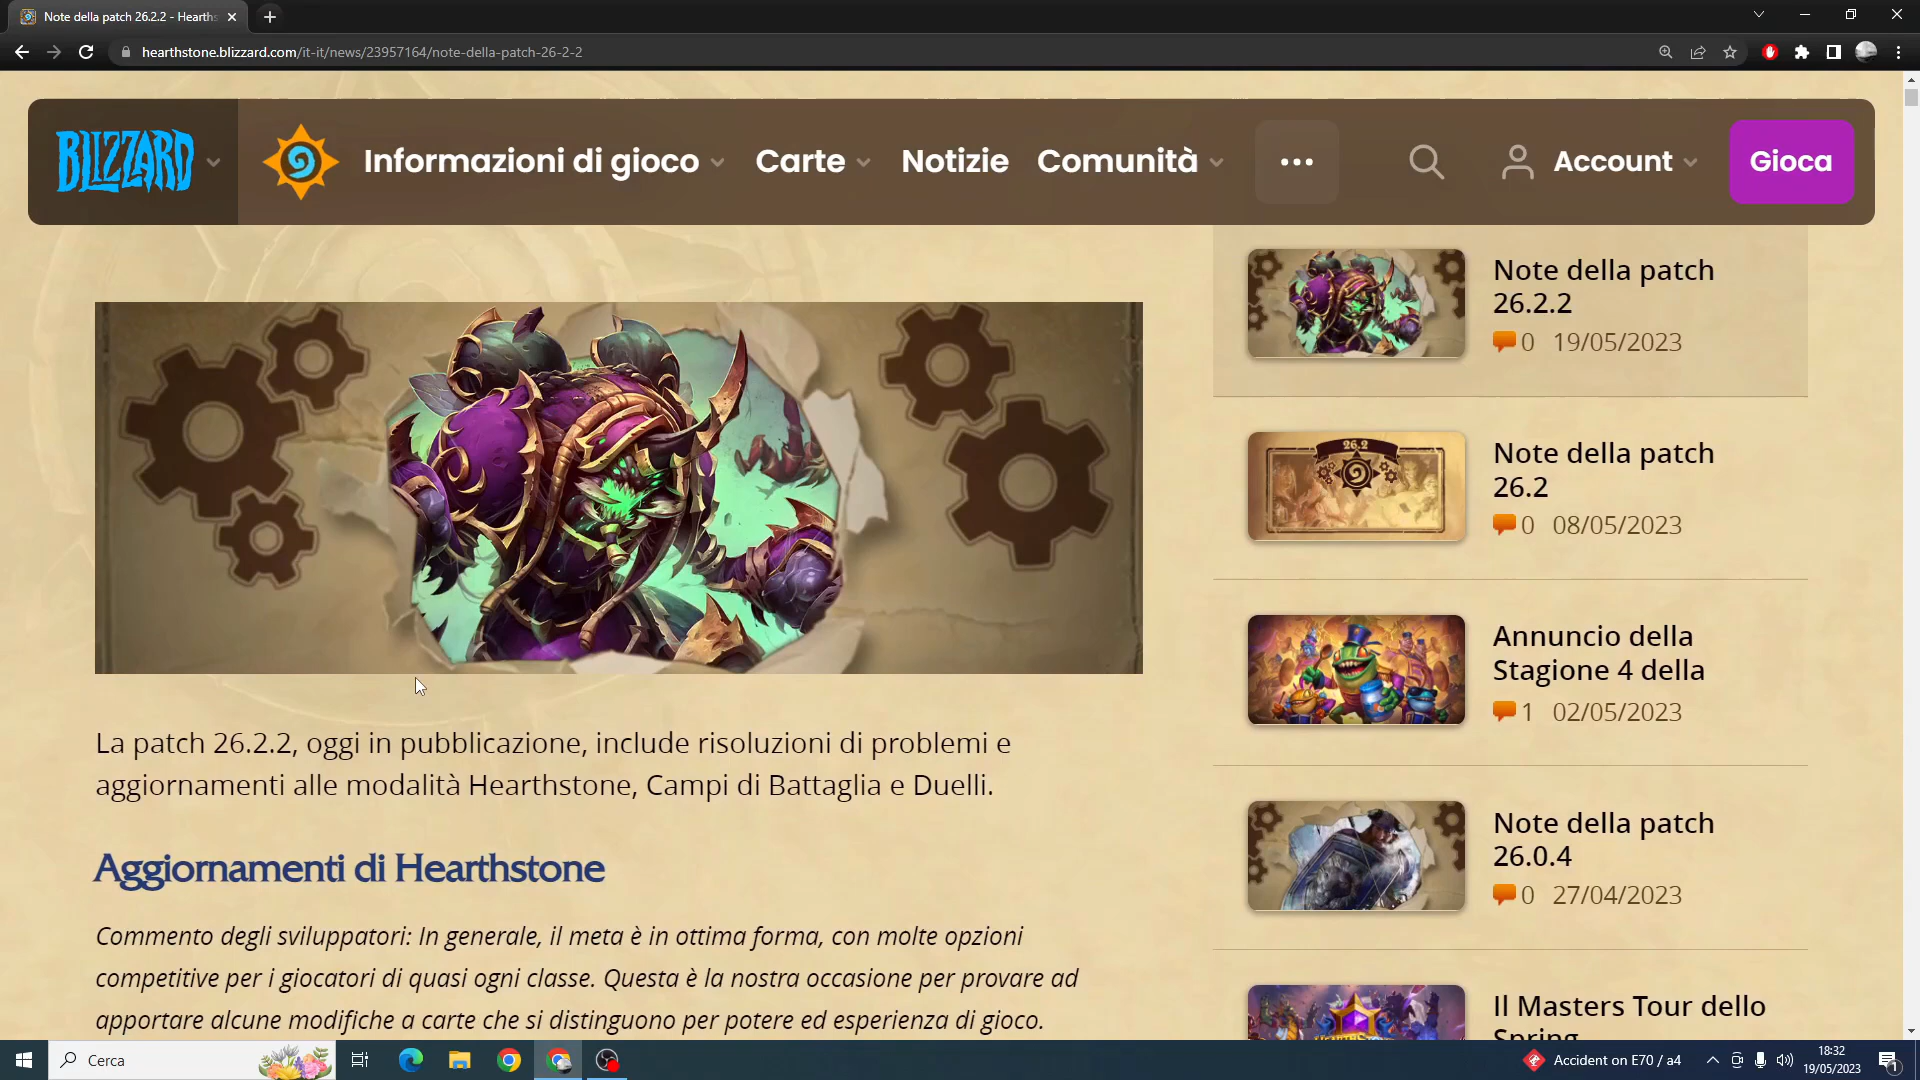 Note della patch 26.2.2 - Hearths
hearthstone.blizzard.com/it-it/news/23957164/note-della-patch-26-2-2
BLIZZARD
Informazioni di gioco
Carte
Notizie
Comunità
Account
Gioca
La patch 26.2.2, oggi in pubblicazione, include risoluzioni di problemi e
aggiornamenti alle modalità Hearthstone, Campi di Battaglia e Duelli.
Aggiornamenti di Hearthstone
Commento degli sviluppatori: In generale, il meta è in ottima forma, con molte opzioni
competitive per i giocatori di quasi ogni classe. Questa è la nostra occasione per provare ad
apportare alcune modifiche a carte che si distinguono per potere ed esperienza di gioco.
Note della patch
26.2.2
0 19/05/2023
26.2
Note della patch
26.2
0 08/05/2023
Annuncio della
Stagione 4 della
1 02/05/2023
Note della patch
26.0.4
0 27/04/2023
Il Masters Tour dello
Spring
Cerca
Accident on E70 / a4
18:32
19/05/2023
1